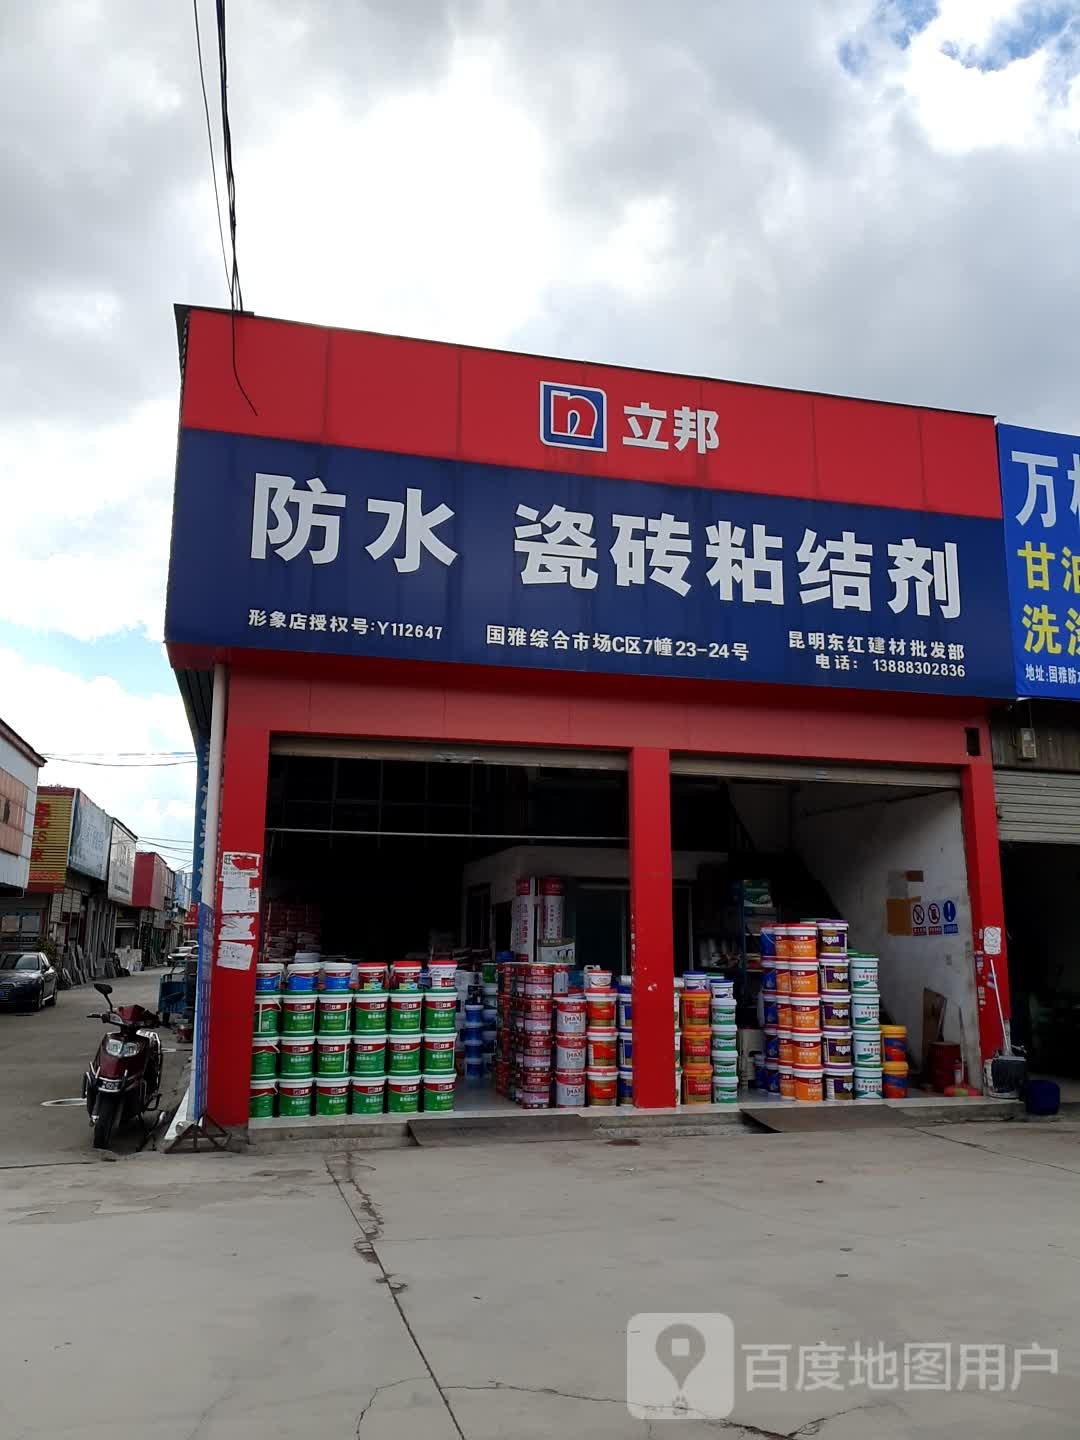 立邦
防水 瓷砖粘结剂
形象店授权号:Y112647
国雅综合市场C区7幢23-24号
昆明东红建材批发部
电话: 13888302836
万
甘油
洗
地址:国雅防水
百度地图用户